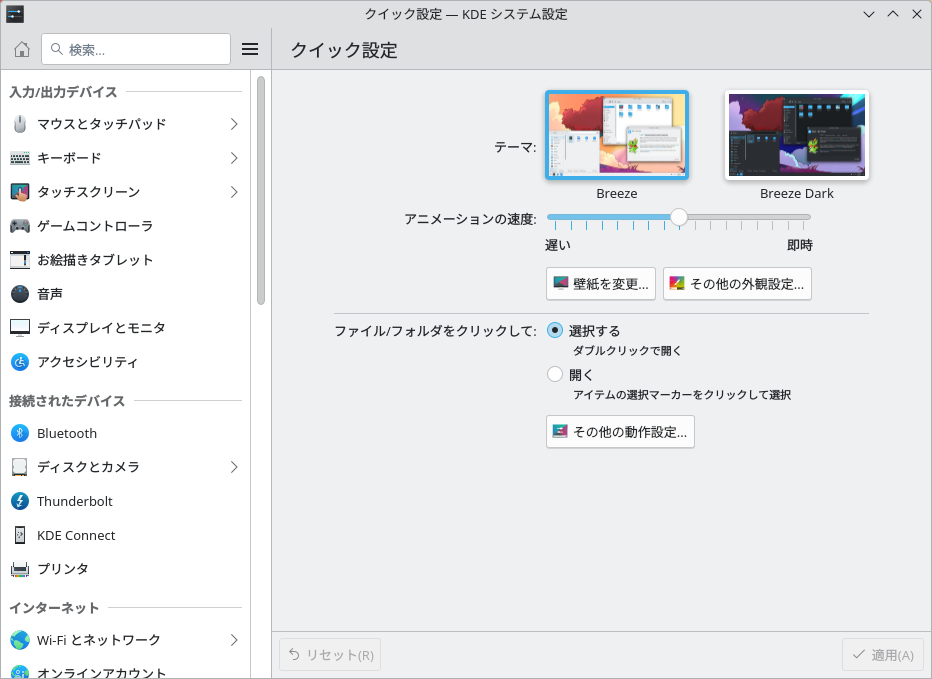 クイック設定 — KDE システム設定
検索...
クイック設定
入力/出力デバイス
マウスとタッチパッド
キーボード
タッチスクリーン
ゲームコントローラ
お絵描きタブレット
音声
ディスプレイとモニタ
アクセシビリティ
接続されたデバイス
Bluetooth
ディスクとカメラ
Thunderbolt
KDE Connect
プリンタ
インターネット
Wi-Fi とネットワーク
オンラインアカウント
テーマ:
Breeze
Breeze Dark
アニメーションの速度:
遅い
即時
壁紙を変更...
その他の外観設定...
ファイル/フォルダをクリックして:
選択する
ダブルクリックで開く
開く
アイテムの選択マーカーをクリックして選択
その他の動作設定...
リセット(R)
適用(A)